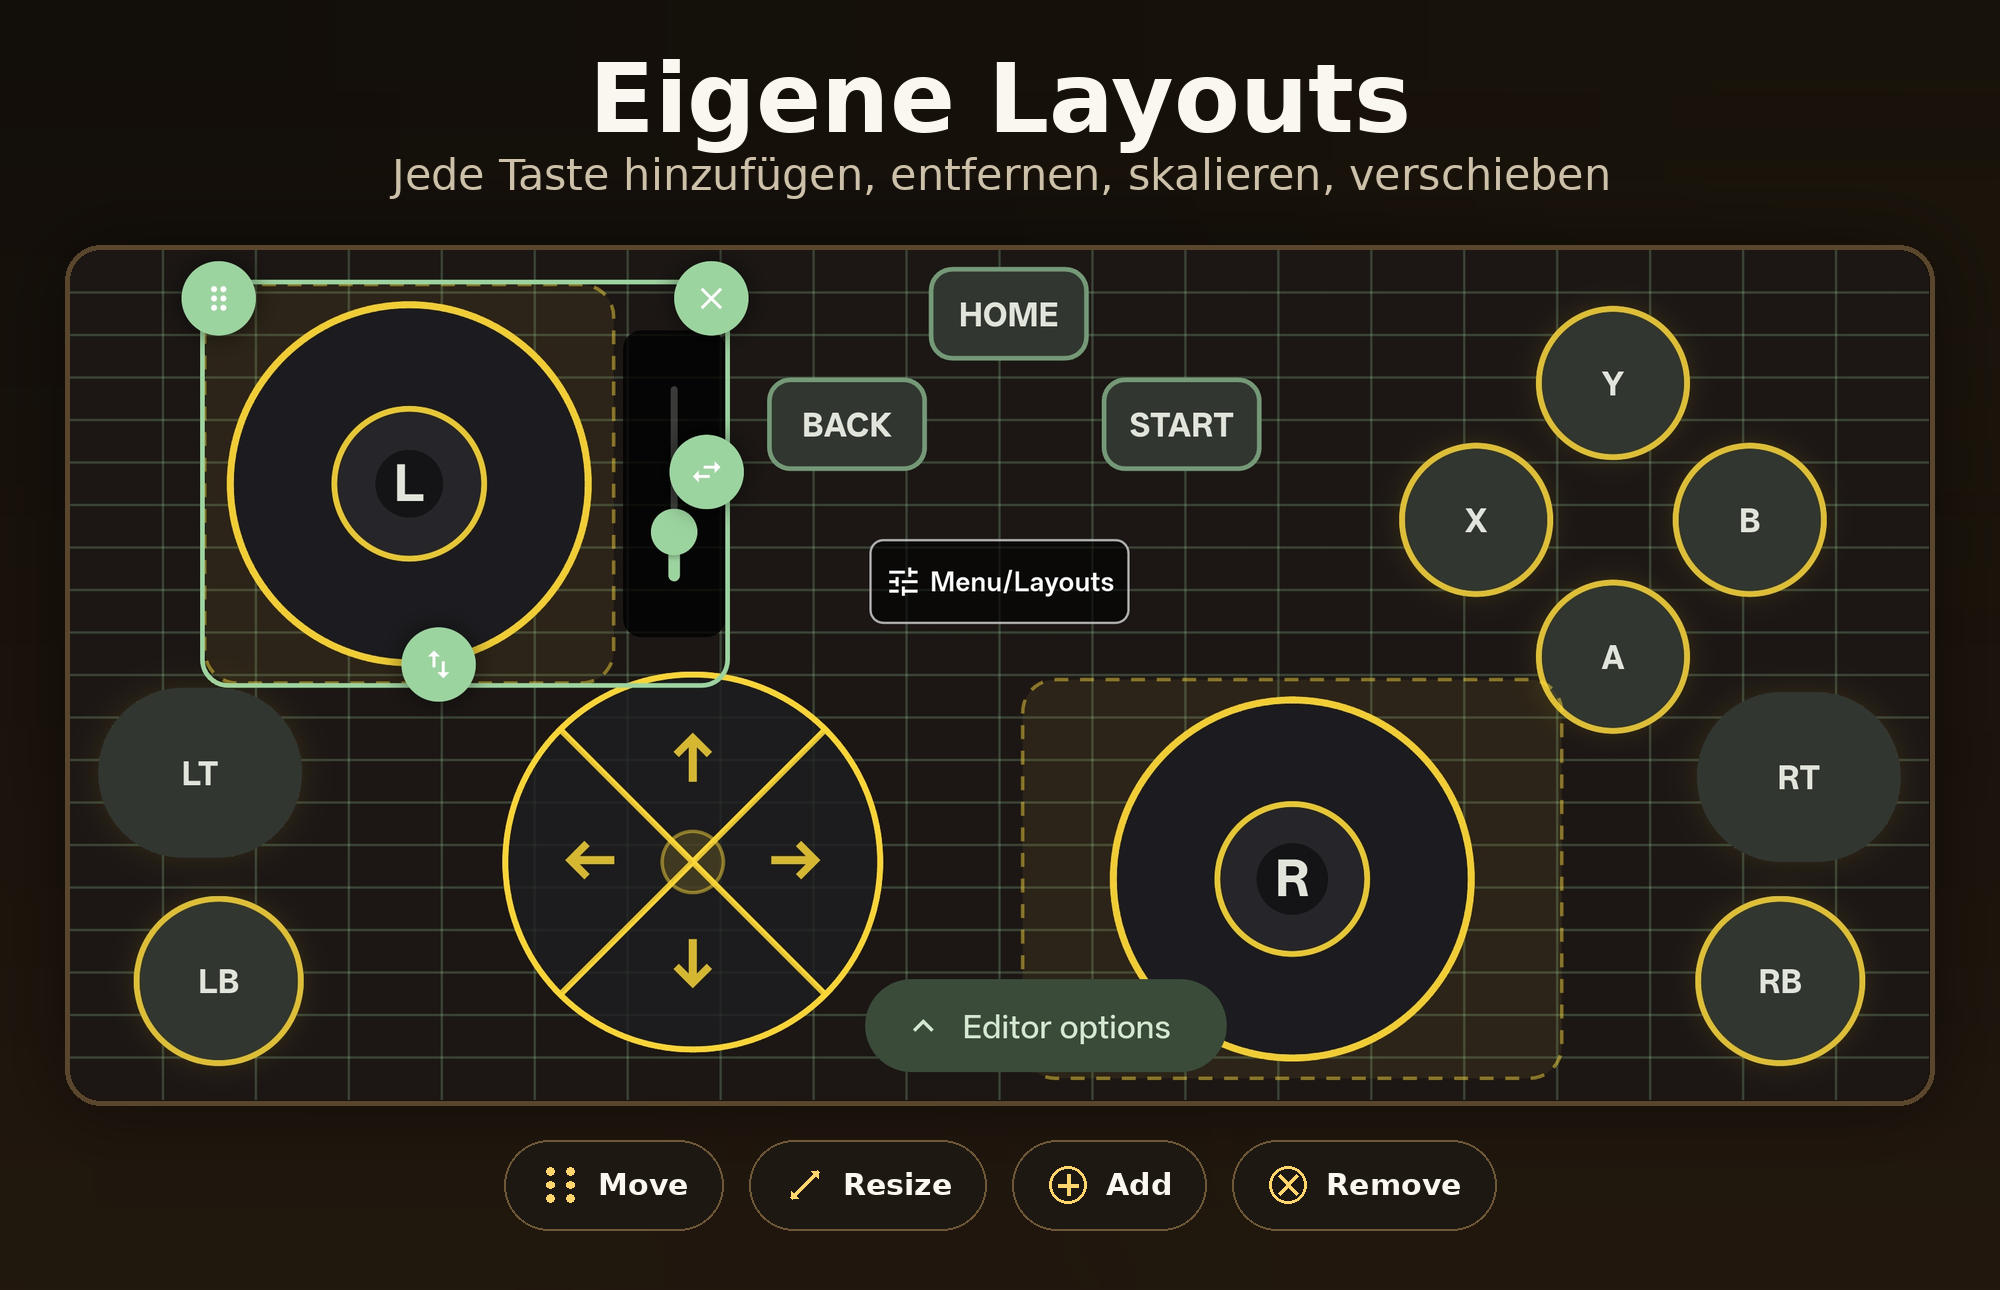 Eigene Layouts
Jede Taste hinzufügen, entfernen, skalieren, verschieben
HOME
BACK
START
Y
X
B
A
L
Menu/Layouts
LT
RT
R
LB
RB
Editor options
Move
Resize
Add
Remove